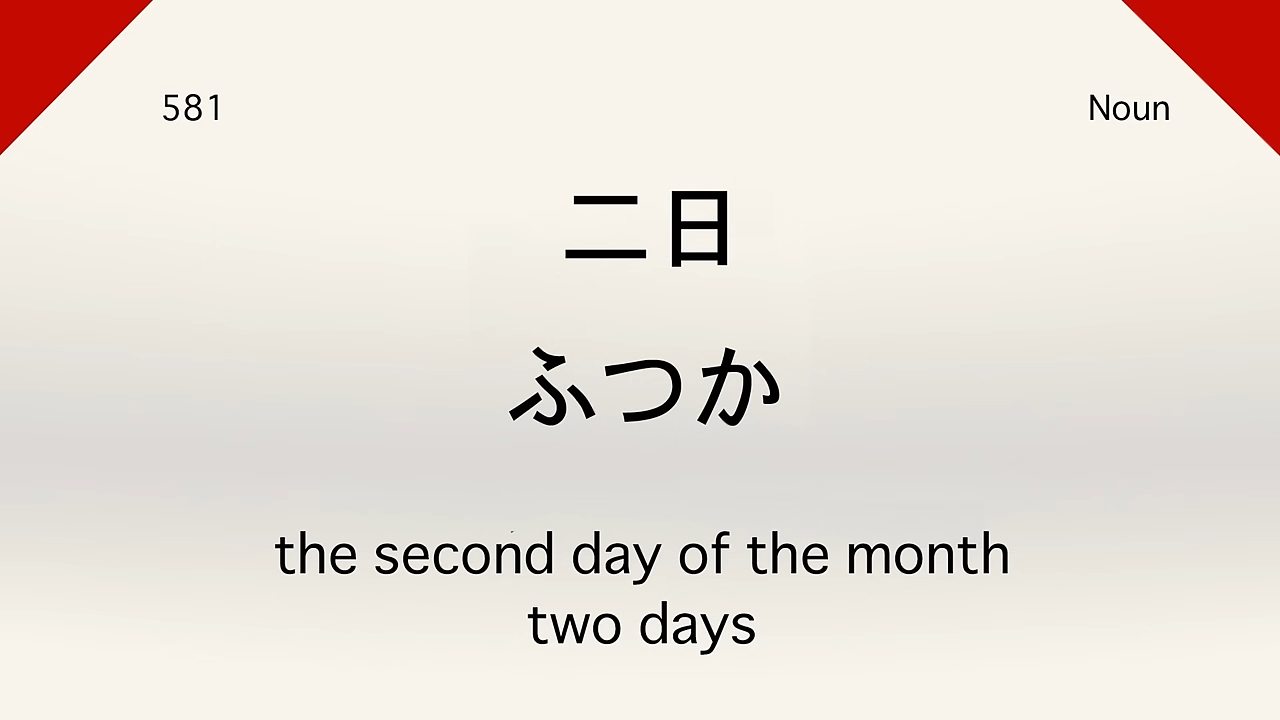 581
Noun
二日
ふつか
the second day of the month
two days